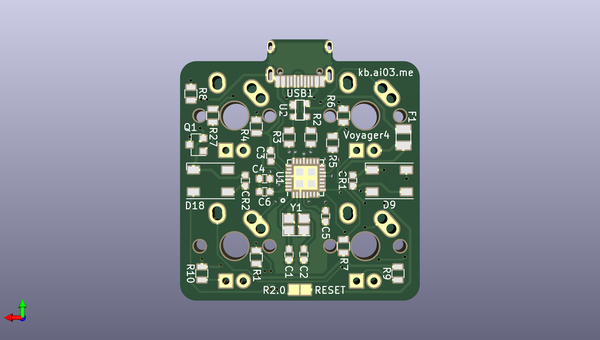 kb.ai03.me
USB1
R8
U2
R6
R2
F1
Q1
R27
R4
R3
Voyager4
R5
C3
C4
U1
CR1
D18
CR2
C6
Y1
D9
C5
R10
R1
C1
C2
R7
R9
R2.0
RESET